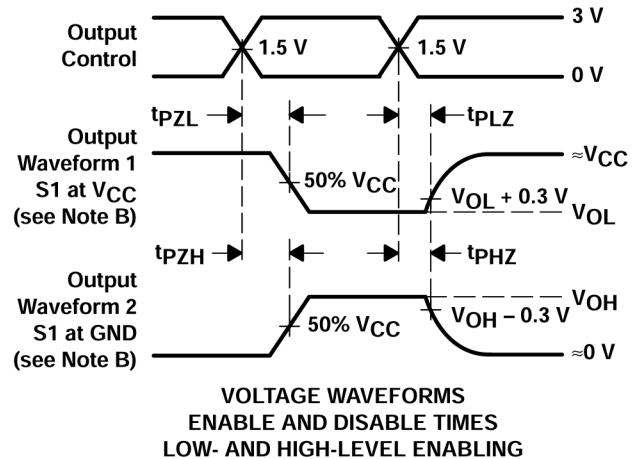 Output
Control
1.5 V
1.5 V
3 V
0 V
tPZL
tPLZ
Output
Waveform 1
S1 at VCC
(see Note B)
50% VCC
≈VCC
VOL + 0.3 V
VOL
tPZH
tPHZ
Output
Waveform 2
S1 at GND
(see Note B)
50% VCC
VOH
VOH – 0.3 V
≈0 V
VOLTAGE WAVEFORMS
ENABLE AND DISABLE TIMES
LOW- AND HIGH-LEVEL ENABLING